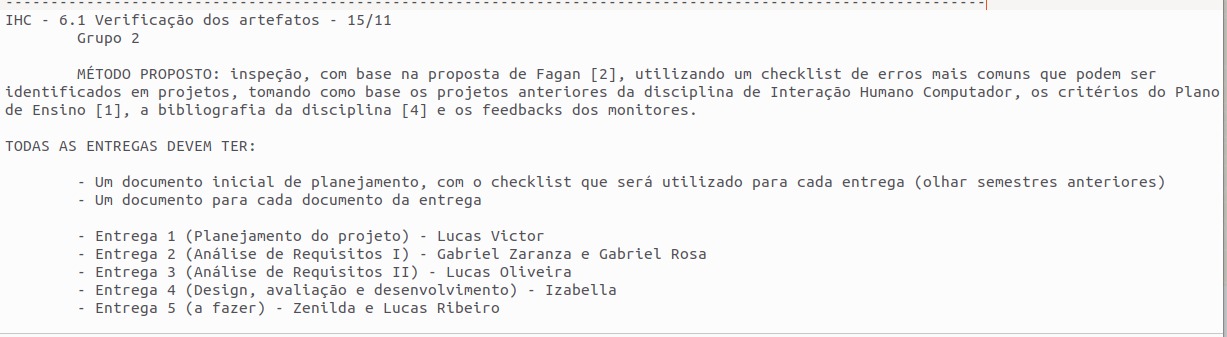 IHC - 6.1 Verificação dos artefatos - 15/11
Grupo 2
MÉTODO PROPOSTO: inspeção, com base na proposta de Fagan [2], utilizando um checklist de erros mais comuns que podem ser
identificados em projetos, tomando como base os projetos anteriores da disciplina de Interação Humano Computador, os critérios do Plano
de Ensino [1], a bibliografia da disciplina [4] e os feedbacks dos monitores.
TODAS AS ENTREGAS DEVEM TER:
- Um documento inicial de planejamento, com o checklist que será utilizado para cada entrega (olhar semestres anteriores)
- Um documento para cada documento da entrega
- Entrega 1 (Planejamento do projeto) - Lucas Victor
- Entrega 2 (Análise de Requisitos I) - Gabriel Zaranza e Gabriel Rosa
- Entrega 3 (Análise de Requisitos II) - Lucas Oliveira
- Entrega 4 (Design, avaliação e desenvolvimento) - Izabella
- Entrega 5 (a fazer) - Zenilda e Lucas Ribeiro